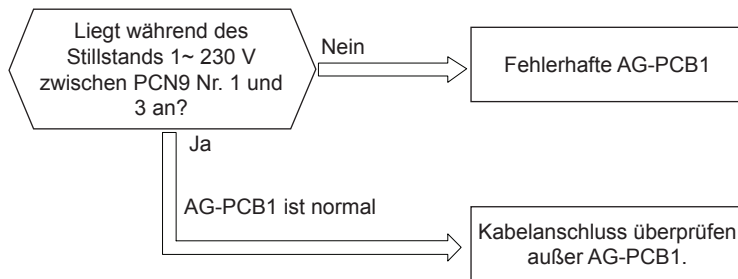 Liegt während des
Stillstands 1~ 230 V
zwischen PCN9 Nr. 1 und
3 an?
Nein
Fehlerhafte AG-PCB1
Ja
AG-PCB1 ist normal
Kabelanschluss überprüfen
außer AG-PCB1.